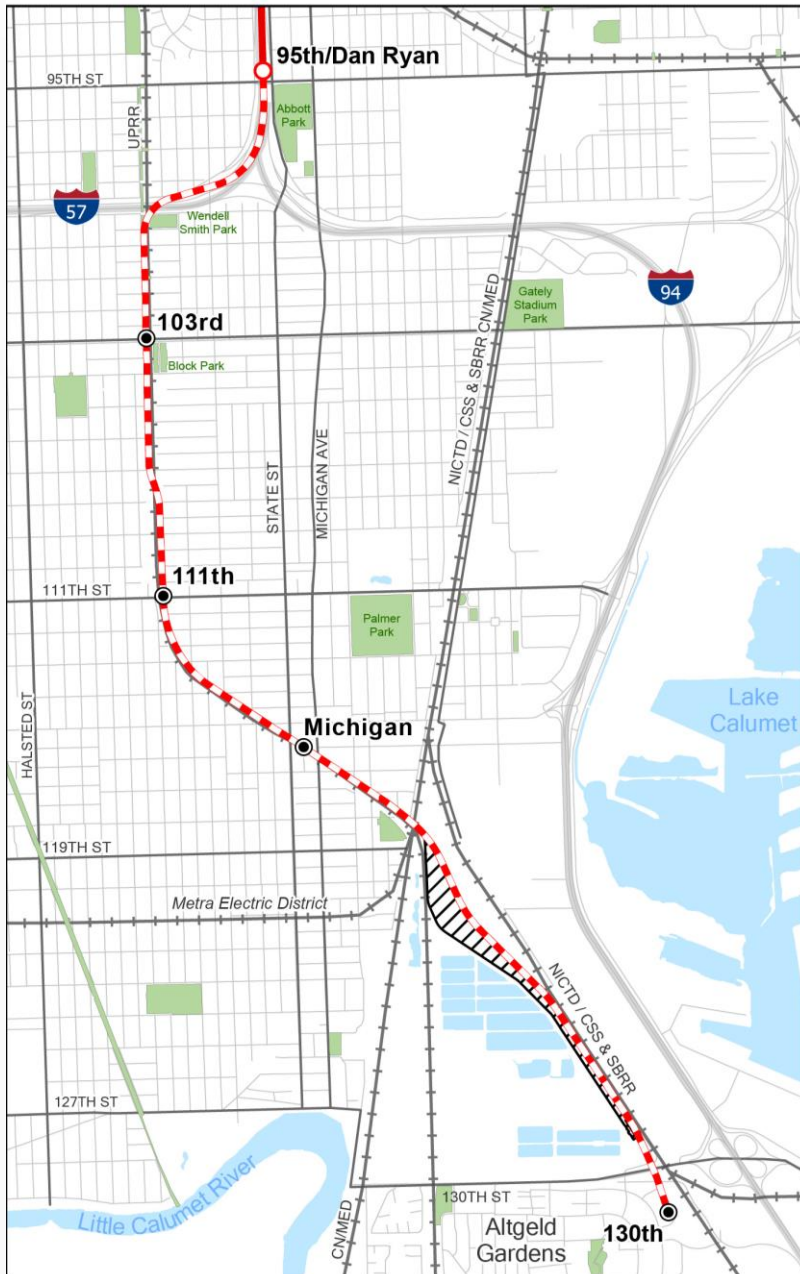 95th/Dan Ryan
95TH ST
UPRR
Abbott
Park
57
Wendell
Smith Park
94
Gately
Stadium
Park
103rd
Block Park
NICTD / CSS & SBRR CN/MED
STATE ST
MICHIGAN AVE
111th
111TH ST
Palmer
Park
HALSTED ST
Michigan
Lake
Calumet
119TH ST
Metra Electric District
NICTD / CSS & SBRR
127TH ST
Little Calumet River
CN/MED
130TH ST
130th
Altgeld
Gardens